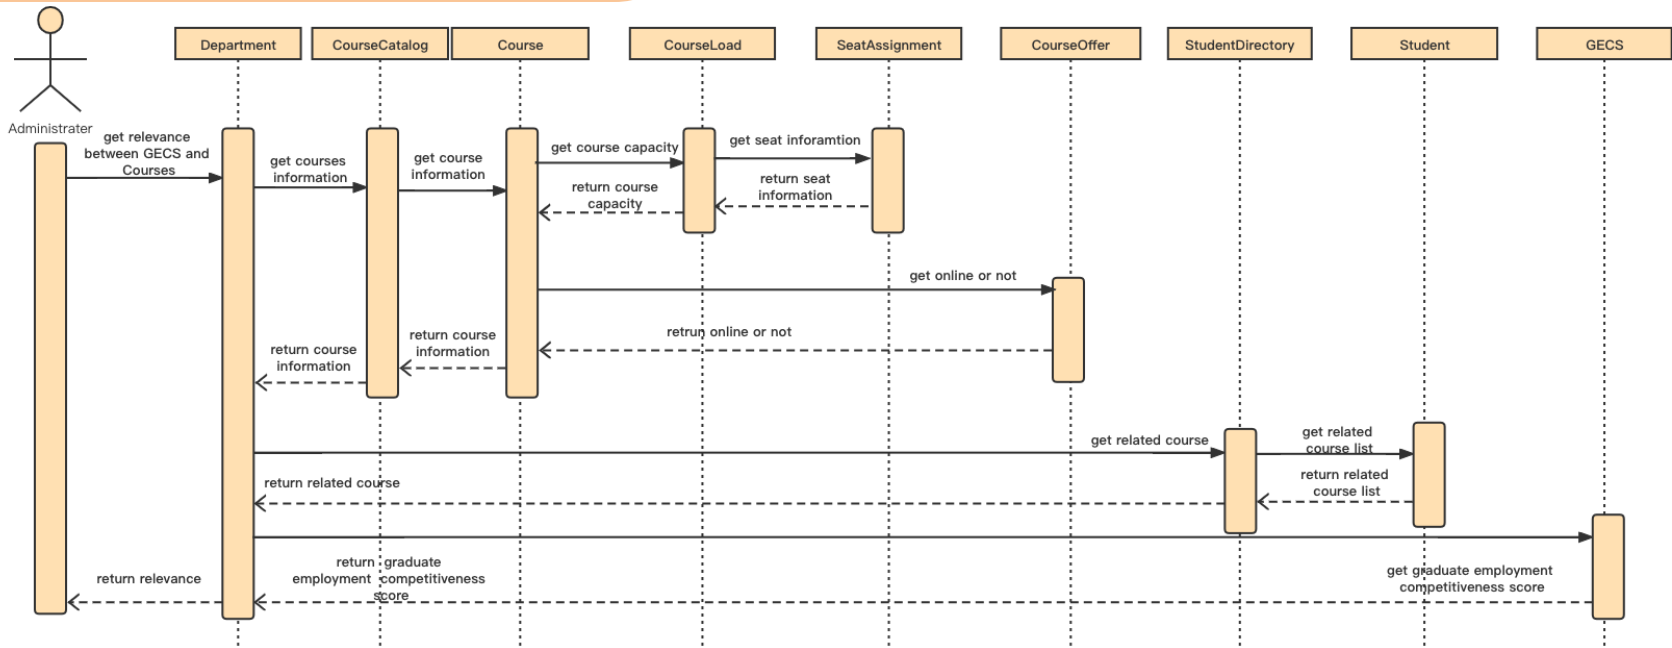 Department
CourseCatalog
Course
CourseLoad
SeatAssignment
CourseOffer
StudentDirectory
Student
GECS
Administrater
get relevance
between GECS and
Courses
get courses
information
get course
information
get course capacity
get seat inforamtion
return course
capacity
return seat
information
get online or not
retrun online or not
return course
information
return course
information
get related course
get related
course list
return related course
return related
course list
return relevance
return graduate
employment competitiveness
score
get graduate employment
competitiveness score